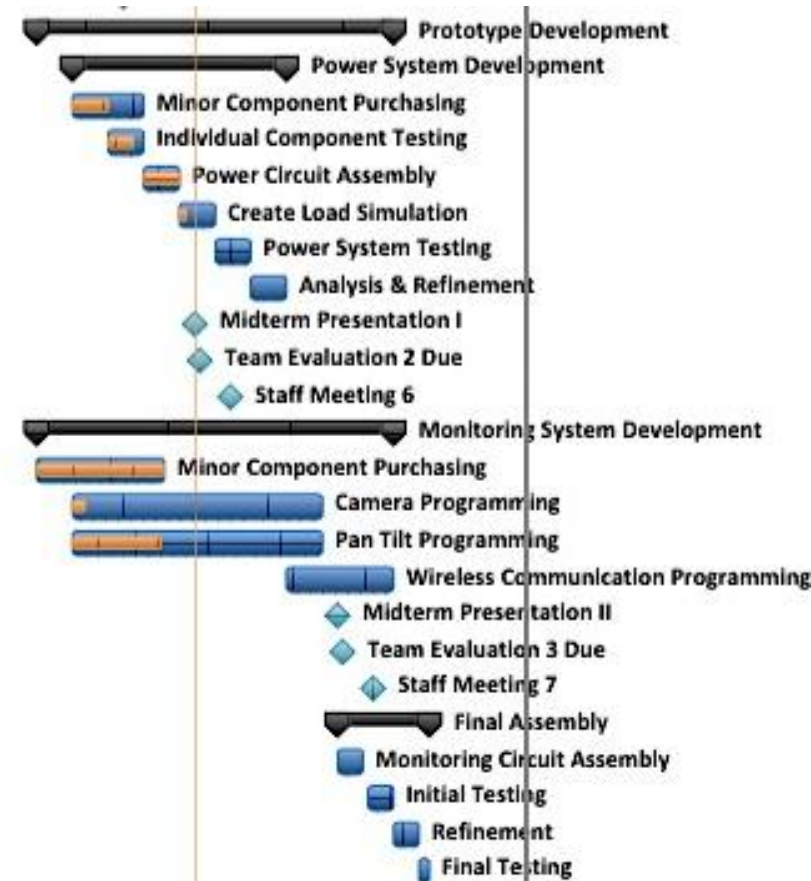 Prototype Development
Power System Development
Minor Component Purchasing
Individual Component Testing
Power Circuit Assembly
Create Load Simulation
Power System Testing
Analysis & Refinement
Midterm Presentation I
Team Evaluation 2 Due
Staff Meeting 6
Monitoring System Development
Minor Component Purchasing
Camera Programming
Pan Tilt Programming
Wireless Communication Programming
Midterm Presentation II
Team Evaluation 3 Due
Staff Meeting 7
Final Assembly
Monitoring Circuit Assembly
Initial Testing
Refinement
Final Testing